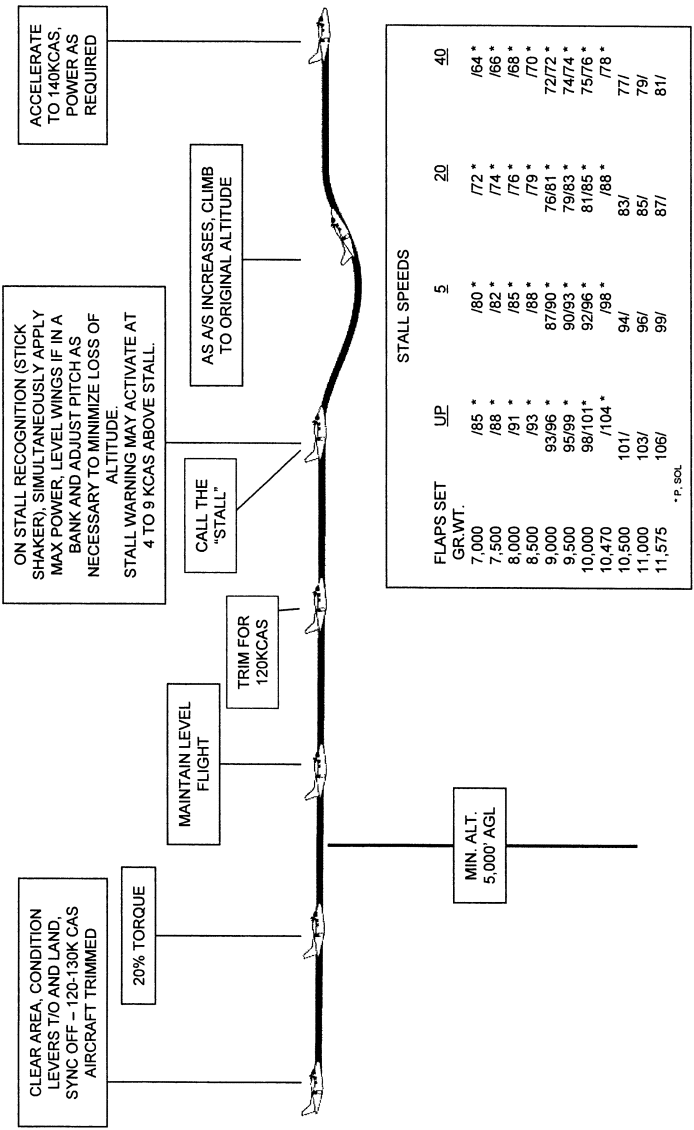 CLEAR AREA, CONDITION
LEVERS T/O AND LAND,
SYNC OFF – 120-130K CAS
AIRCRAFT TRIMMED
20% TORQUE
MAINTAIN LEVEL
FLIGHT
TRIM FOR
120KCAS
CALL THE
“STALL”
ON STALL RECOGNITION (STICK
SHAKER), SIMULTANEOUSLY APPLY
MAX POWER, LEVEL WINGS IF IN A
BANK AND ADJUST PITCH AS
NECESSARY TO MINIMIZE LOSS OF
ALTITUDE.
STALL WARNING MAY ACTIVATE AT
4 TO 9 KCAS ABOVE STALL.
AS A/S INCREASES, CLIMB
TO ORIGINAL ALTITUDE
ACCELERATE
TO 140KCAS,
POWER AS
REQUIRED
MIN. ALT.
5,000’ AGL
STALL SPEEDS
FLAPS SET UP 5 20 40
GR.WT.
7,000 /85 * /80 * /72 * /64 *
7,500 /88 * /82 * /74 * /66 *
8,000 /91 * /85 * /76 * /68 *
8,500 /93 * /88 * /79 * /70 *
9,000 93/96 * 87/90 * 76/81 * 72/72 *
9,500 95/99 * 90/93 * 79/83 * 74/74 *
10,000 98/101* 92/96 * 81/85 * 75/76 *
10,470 /104 * /98 * /88 * /78 *
10,500 101/ 94/ 83/ 77/
11,000 103/ 96/ 85/ 79/
11,575 106/ 99/ 87/ 81/
* P, SOL